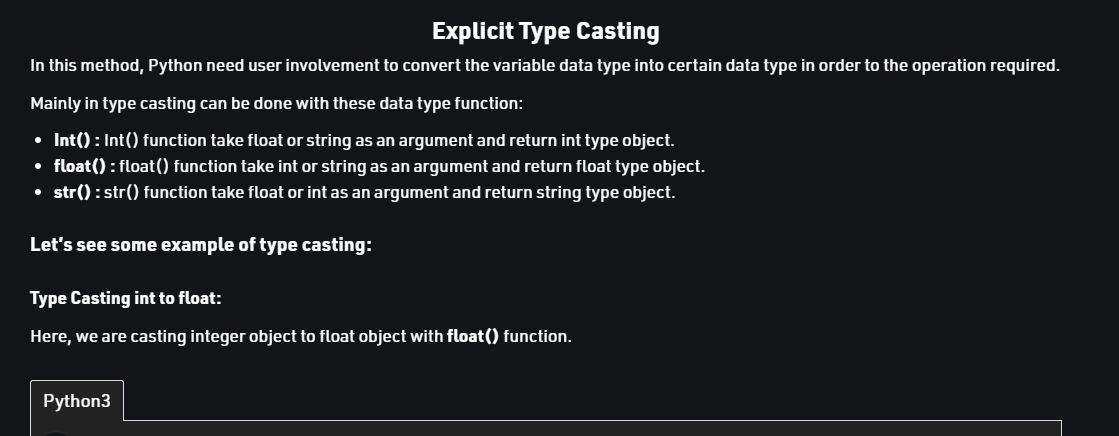 Explicit Type Casting
In this method, Python need user involvement to convert the variable data type into certain data type in order to the operation required.
Mainly in type casting can be done with these data type function:
• Int() : Int() function take float or string as an argument and return int type object.
• float() : float() function take int or string as an argument and return float type object.
• str() : str() function take float or int as an argument and return string type object.
Let's see some example of type casting:
Type Casting int to float:
Here, we are casting integer object to float object with float() function.
Python3